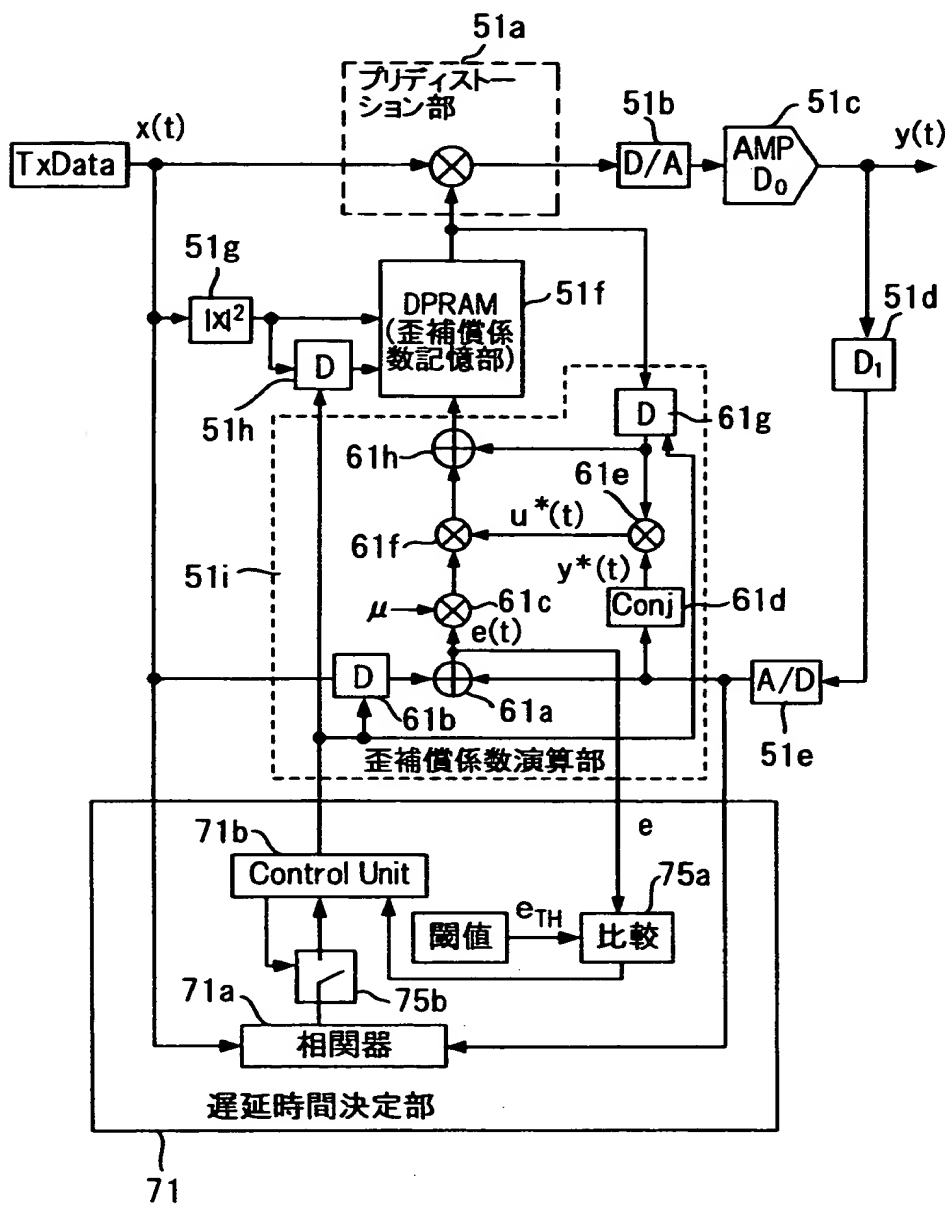 51a
プリディストー
ション部
x(t)
51b
51c
y(t)
TxData
D/A
AMP
D₀
51g
|x|²
DPRAM
(歪補償係
数記憶部)
51f
51d
D₁
D
51h
D
61g
61h
61e
u*(t)
61f
y*(t)
51i
μ
61c
Conj
61d
e(t)
D
A/D
61b
61a
51e
歪補償係数演算部
71b
e
Control Unit
75a
eTH
閾値
比較
71a
75b
相関器
遅延時間決定部
71